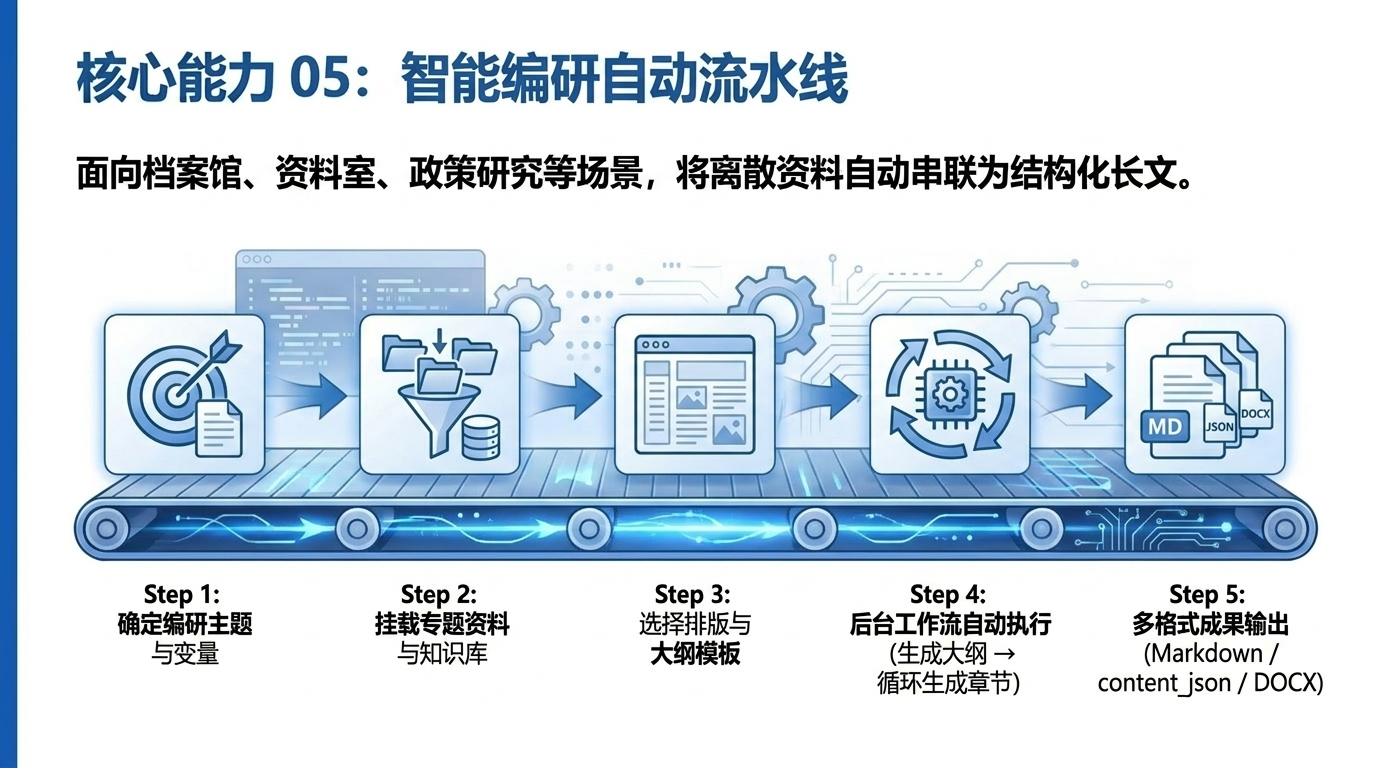 核心能力 05：智能编研自动流水线
面向档案馆、资料室、政策研究等场景，将离散资料自动串联为结构化长文。
MD
JSON
DOCX
Step 1:
确定编研主题
与变量
Step 2:
挂载专题资料
与知识库
Step 3:
选择排版与
大纲模板
Step 4:
后台工作流自动执行
(生成大纲 →
循环生成章节)
Step 5:
多格式成果输出
(Markdown /
content_json / DOCX)